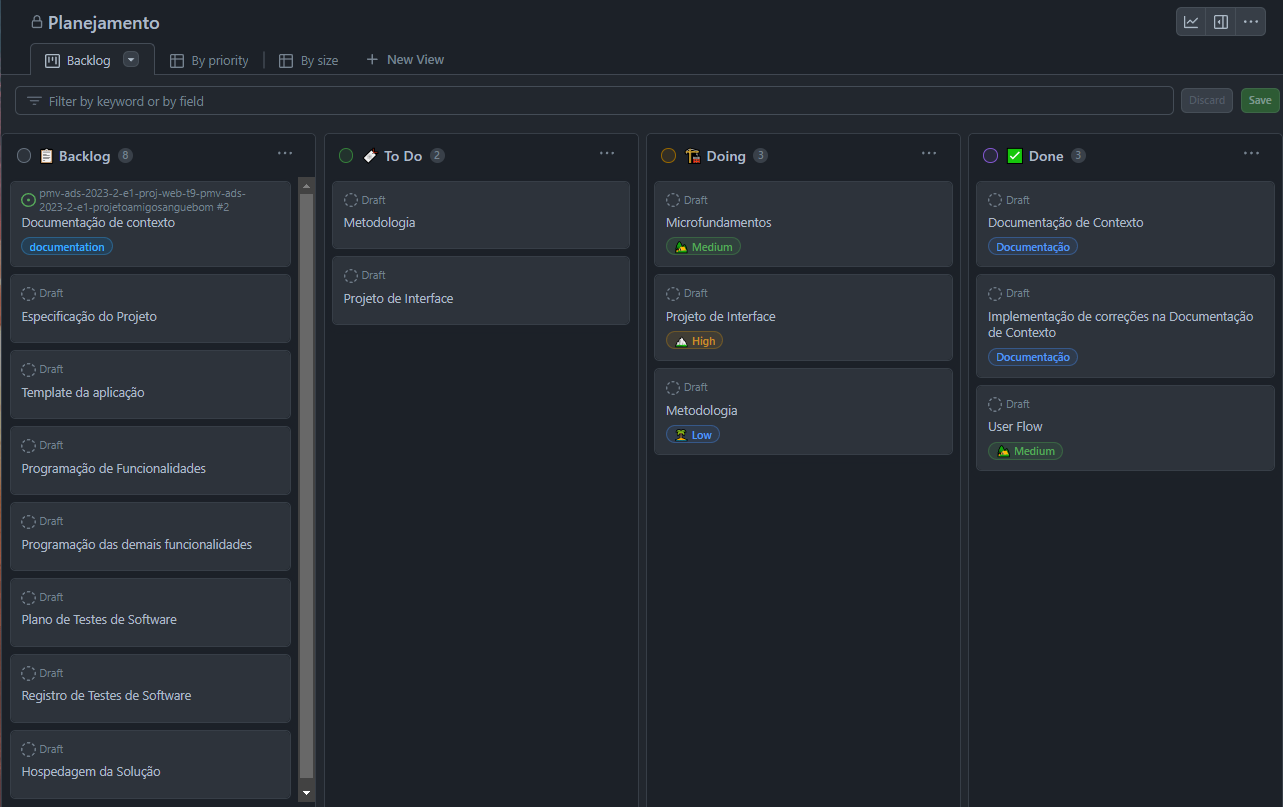 Planejamento
Backlog
By priority
By size
New View
Filter by keyword or by field
Discard
Save
Backlog 8
pmv-ads-2023-2-e1-proj-web-t9-pmv-ads-
2023-2-e1-projetoamigosanguebom #2
Documentação de contexto
documentation
Draft
Especificação do Projeto
Draft
Template da aplicação
Draft
Programação de Funcionalidades
Draft
Programação das demais funcionalidades
Draft
Plano de Testes de Software
Draft
Registro de Testes de Software
Draft
Hospedagem da Solução
To Do 2
Draft
Metodologia
Draft
Projeto de Interface
Doing 3
Draft
Microfundamentos
Medium
Draft
Projeto de Interface
High
Draft
Metodologia
Low
Done 3
Draft
Documentação de Contexto
Documentação
Draft
Implementação de correções na Documentação
de Contexto
Documentação
Draft
User Flow
Medium